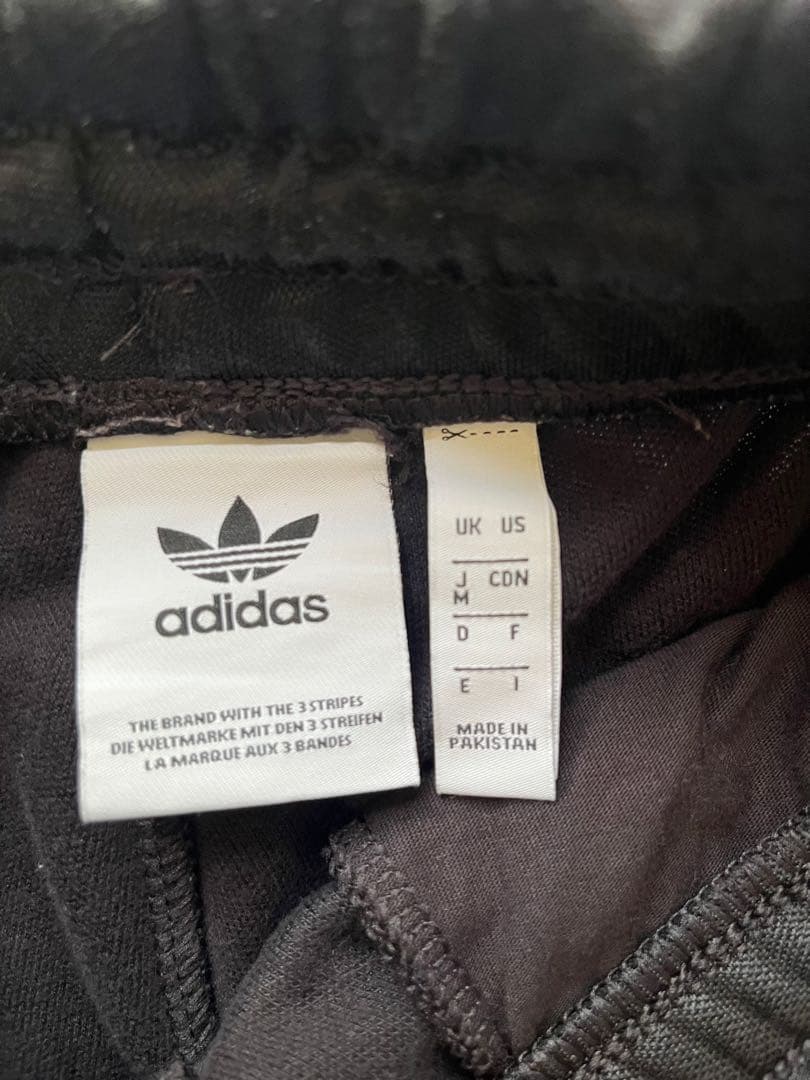 adidas
THE BRAND WITH THE 3 STRIPES
DIE WELTMARKE MIT DEN 3 STREIFEN
LA MARQUE AUX 3 BANDES
UK US
J CDN
M
D F
E I
MADE IN
PAKISTAN